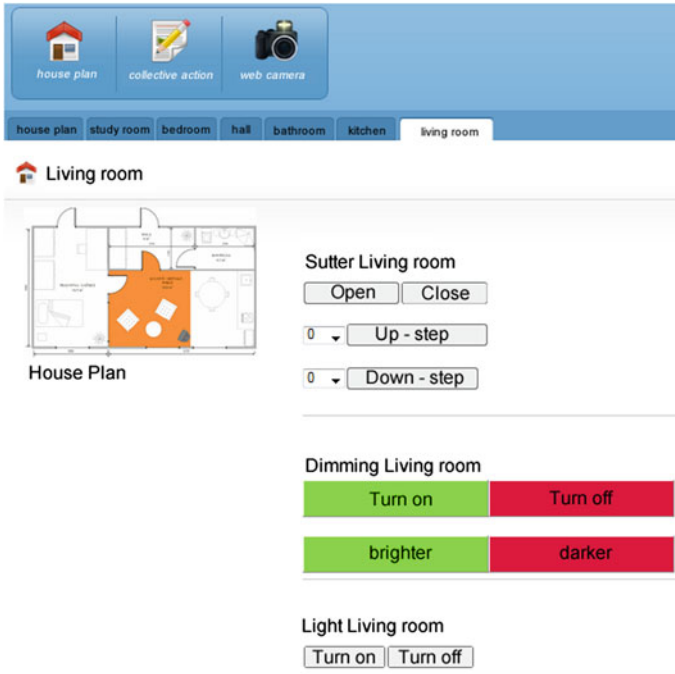 house plan collective action web camera
house plan study room bedroom hall bathroom kitchen living room
Living room
House Plan
Sutter Living room
Open Close
0 Up - step
0 Down - step
Dimming Living room
Turn on Turn off
brighter darker
Light Living room
Turn on Turn off